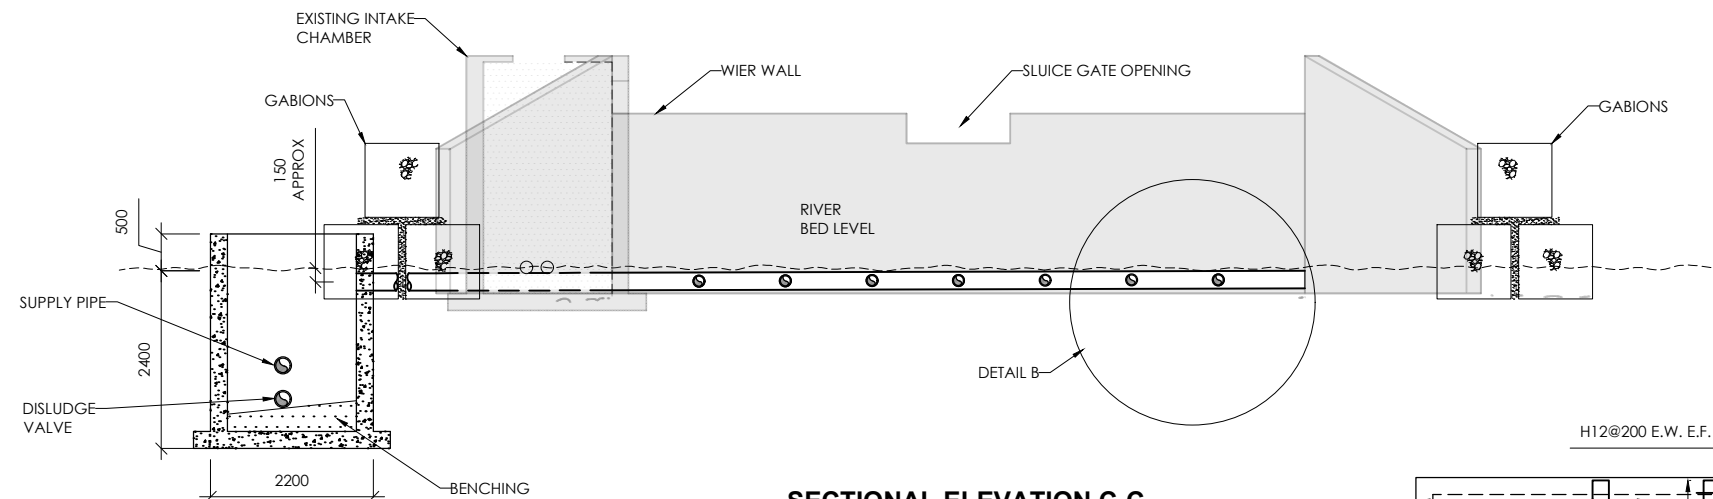 EXISTING INTAKE
CHAMBER
WIER WALL
SLUICE GATE OPENING
GABIONS
GABIONS
150
APPROX
500
RIVER
BED LEVEL
SUPPLY PIPE
2400
DETAIL B
DISLUDGE
VALVE
H12@200 E.W. E.F.
2200
BENCHING
SECTIONAL ELEVATION C-C